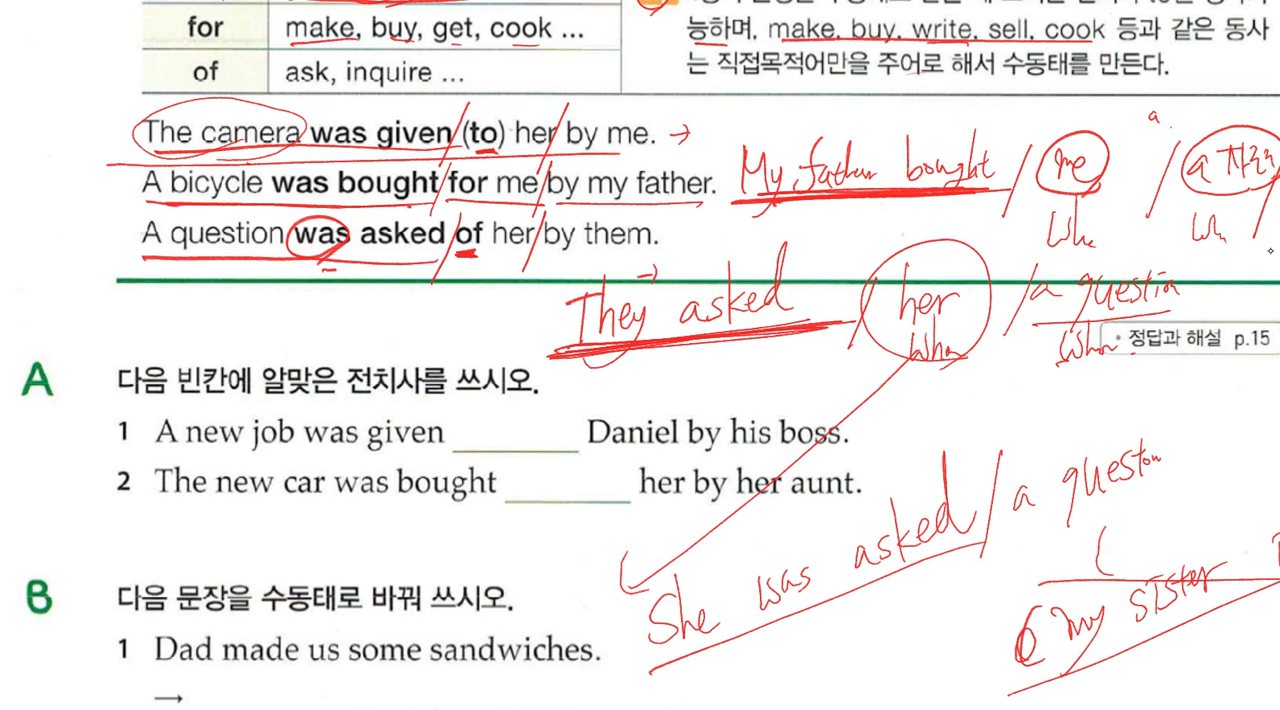 for make, buy, get, cook ...
능하며, make, buy, write, sell, cook 등과 같은 동사
of ask, inquire ...
는 직접목적어만을 주어로 해서 수동태를 만든다.
The camera was given (to) her by me. →
a
A bicycle was bought for me by my father.
My father bought / me /
A question was asked of her by them.
They asked / her / a question
when
• 정답과 해설 p.15
A 다음 빈칸에 알맞은 전치사를 쓰시오.
1 A new job was given ________ Daniel by his boss.
2 The new car was bought ________ her by her aunt.
She was asked / a question
my sister
B 다음 문장을 수동태로 바꿔 쓰시오.
1 Dad made us some sandwiches.
→